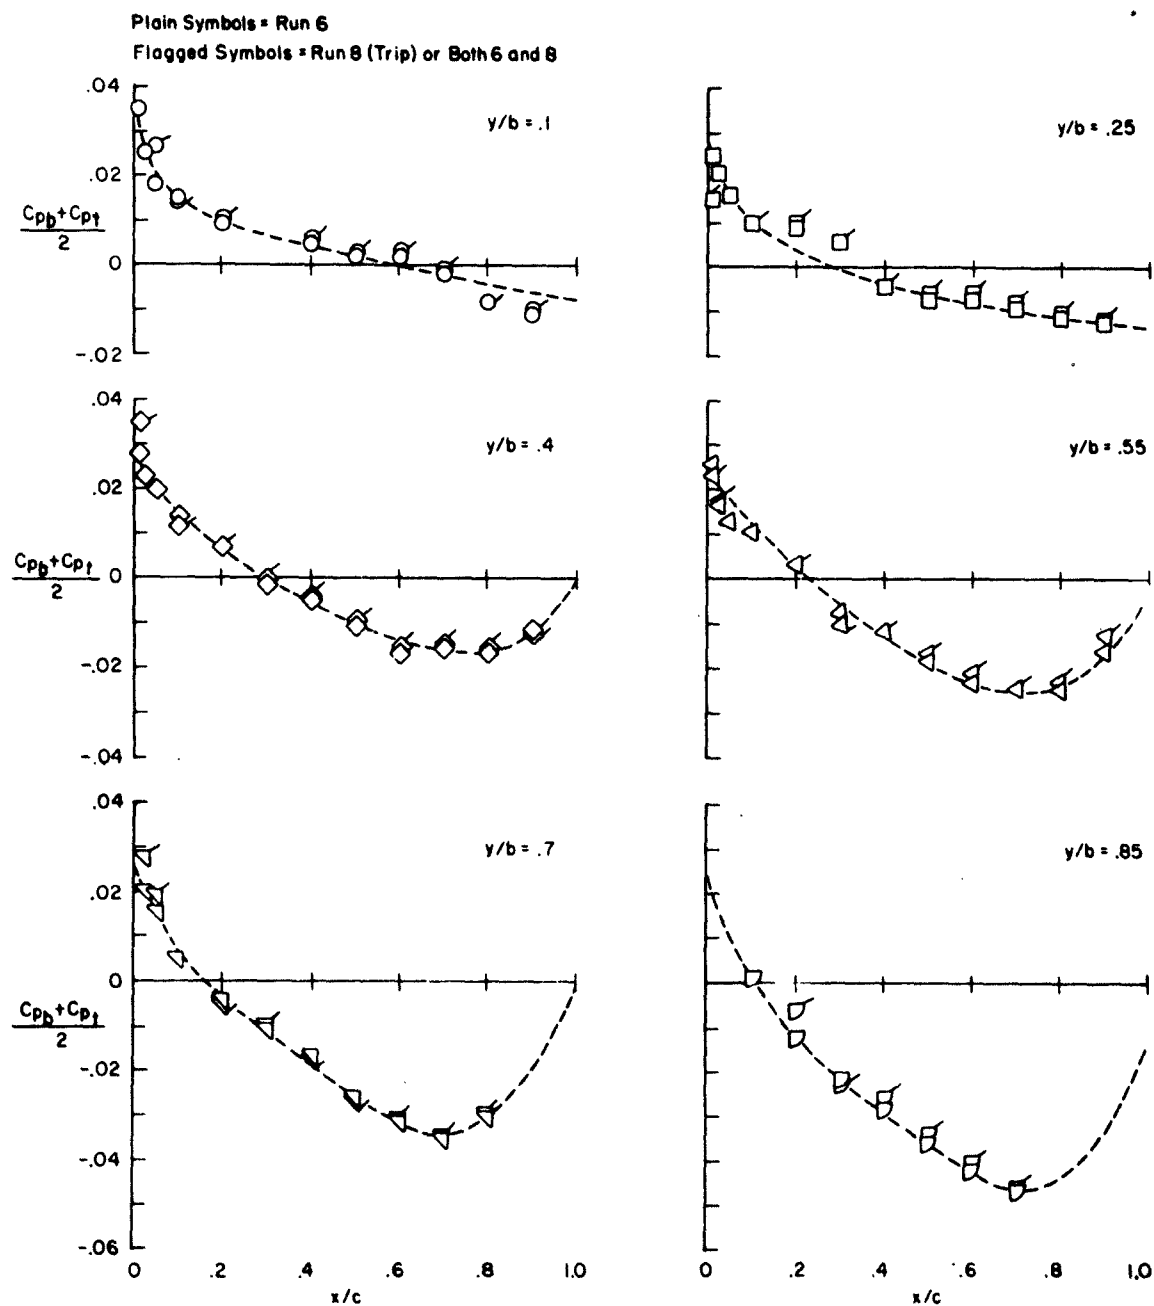 Plain Symbols = Run 6
Flagged Symbols = Run 8 (Trip) or Both 6 and 8
.04
.02
0
-.02
Cpb+Cpt
2
y/b = .1
y/b = .25
.04
.02
0
-.02
-.04
Cpb+Cpt
2
y/b = .4
y/b = .55
.04
.02
0
-.02
-.04
-.06
Cpb+Cpt
2
y/b = .7
y/b = .85
0 .2 .4 .6 .8 1.0
x/c
0 .2 .4 .6 .8 1.0
x/c